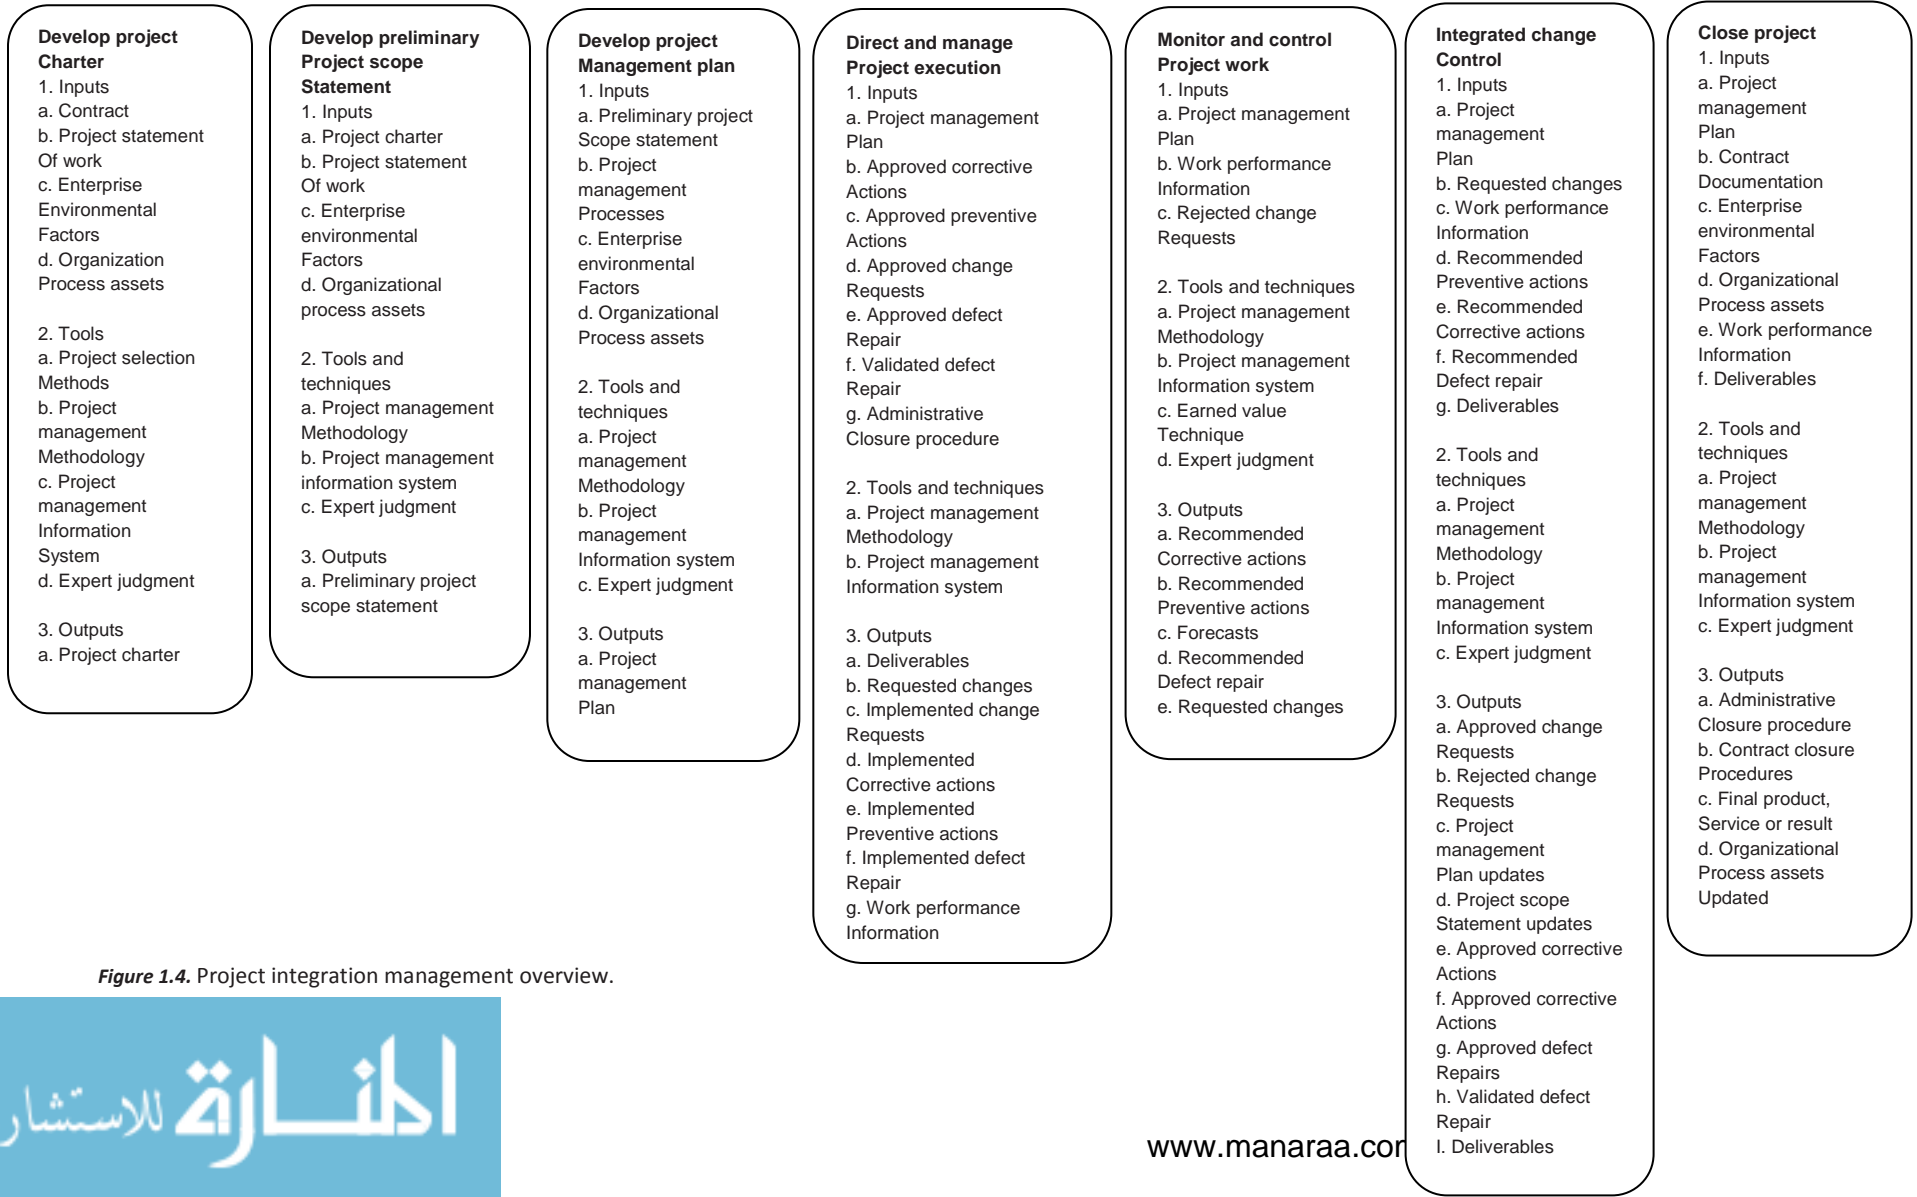 Develop project
Charter
1. Inputs
a. Contract
b. Project statement
Of work
c. Enterprise
Environmental
Factors
d. Organization
Process assets
2. Tools
a. Project selection
Methods
b. Project
management
Methodology
c. Project
management
Information
System
d. Expert judgment
3. Outputs
a. Project charter
Develop preliminary
Project scope
Statement
1. Inputs
a. Project charter
b. Project statement
Of work
c. Enterprise
environmental
Factors
d. Organizational
process assets
2. Tools and
techniques
a. Project management
Methodology
b. Project management
information system
c. Expert judgment
3. Outputs
a. Preliminary project
scope statement
Develop project
Management plan
1. Inputs
a. Preliminary project
Scope statement
b. Project
management
Processes
c. Enterprise
environmental
Factors
d. Organizational
Process assets
2. Tools and
techniques
a. Project
management
Methodology
b. Project
management
Information system
c. Expert judgment
3. Outputs
a. Project
management
Plan
Direct and manage
Project execution
1. Inputs
a. Project management
Plan
b. Approved corrective
Actions
c. Approved preventive
Actions
d. Approved change
Requests
e. Approved defect
Repair
f. Validated defect
Repair
g. Administrative
Closure procedure
2. Tools and techniques
a. Project management
Methodology
b. Project management
Information system
3. Outputs
a. Deliverables
b. Requested changes
c. Implemented change
Requests
d. Implemented
Corrective actions
e. Implemented
Preventive actions
f. Implemented defect
Repair
g. Work performance
Information
Monitor and control
Project work
1. Inputs
a. Project management
Plan
b. Work performance
Information
c. Rejected change
Requests
2. Tools and techniques
a. Project management
Methodology
b. Project management
Information system
c. Earned value
Technique
d. Expert judgment
3. Outputs
a. Recommended
Corrective actions
b. Recommended
Preventive actions
c. Forecasts
d. Recommended
Defect repair
e. Requested changes
Integrated change
Control
1. Inputs
a. Project
management
Plan
b. Requested changes
c. Work performance
Information
d. Recommended
Preventive actions
e. Recommended
Corrective actions
f. Recommended
Defect repair
g. Deliverables
2. Tools and
techniques
a. Project
management
Methodology
b. Project
management
Information system
c. Expert judgment
3. Outputs
a. Approved change
Requests
b. Rejected change
Requests
c. Project
management
Plan updates
d. Project scope
Statement updates
e. Approved corrective
Actions
f. Approved corrective
Actions
g. Approved defect
Repairs
h. Validated defect
Repair
I. Deliverables
Close project
1. Inputs
a. Project
management
Plan
b. Contract
Documentation
c. Enterprise
environmental
Factors
d. Organizational
Process assets
e. Work performance
Information
f. Deliverables
2. Tools and
techniques
a. Project
management
Methodology
b. Project
management
Information system
c. Expert judgment
3. Outputs
a. Administrative
Closure procedure
b. Contract closure
Procedures
c. Final product,
Service or result
d. Organizational
Process assets
Updated
Figure 1.4. Project integration management overview.
المنارة للاستشار
www.manaraa.cor